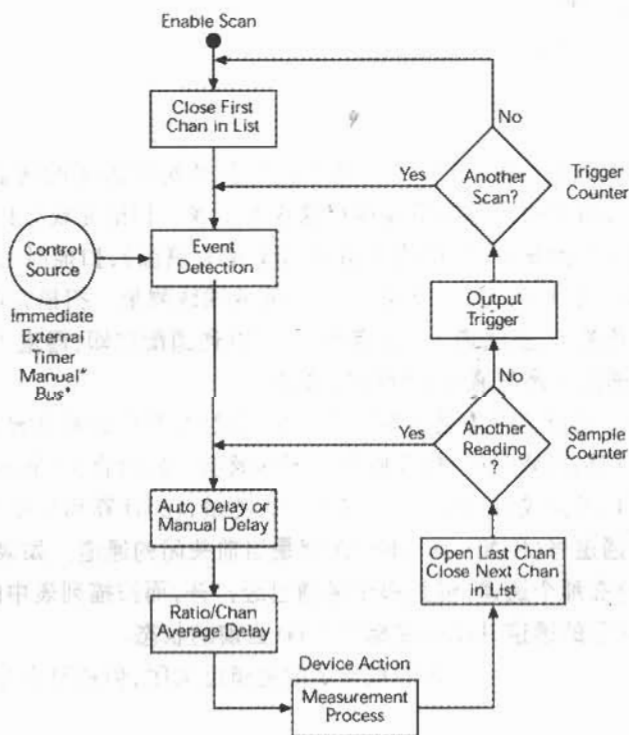 Enable Scan
Close First
Chan in List
No
Yes
Another
Scan?
Trigger
Counter
Control
Source
Event
Detection
Immediate
External
Timer
Manual*
Bus*
Output
Trigger
No
Yes
Another
Reading
?
Sample
Counter
Auto Delay or
Manual Delay
Open Last Chan
Close Next Chan
in List
Ratio/Chan
Average Delay
Device Action
Measurement
Process